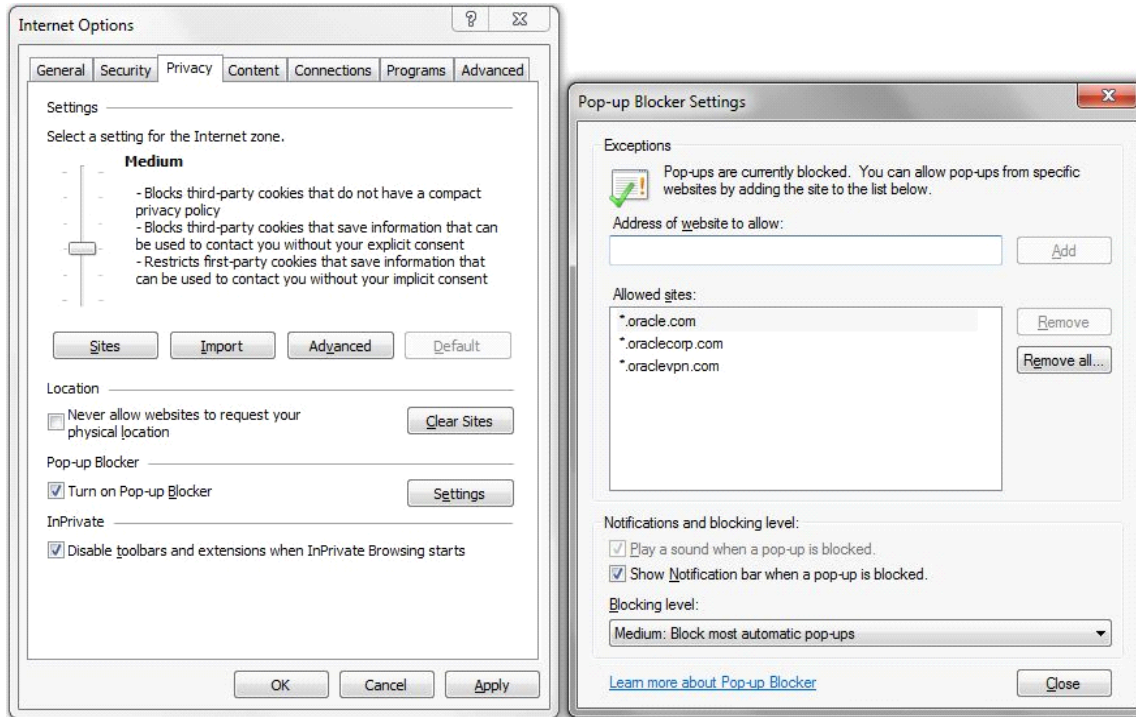 Internet Options
General Security Privacy Content Connections Programs Advanced
Settings
Select a setting for the Internet zone.
Medium
- Blocks third-party cookies that do not have a compact
privacy policy
- Blocks third-party cookies that save information that can
be used to contact you without your explicit consent
- Restricts first-party cookies that save information that
can be used to contact you without your implicit consent
Sites Import Advanced Default
Location
Never allow websites to request your
physical location
Clear Sites
Pop-up Blocker
Turn on Pop-up Blocker
Settings
InPrivate
Disable toolbars and extensions when InPrivate Browsing starts
OK Cancel Apply
Pop-up Blocker Settings
Exceptions
Pop-ups are currently blocked. You can allow pop-ups from specific
websites by adding the site to the list below.
Address of website to allow:
Add
Allowed sites:
*.oracle.com
*.oraclecorp.com
*.oraclevpn.com
Remove
Remove all...
Notifications and blocking level:
Play a sound when a pop-up is blocked.
Show Notification bar when a pop-up is blocked.
Blocking level:
Medium: Block most automatic pop-ups
Learn more about Pop-up Blocker
Close